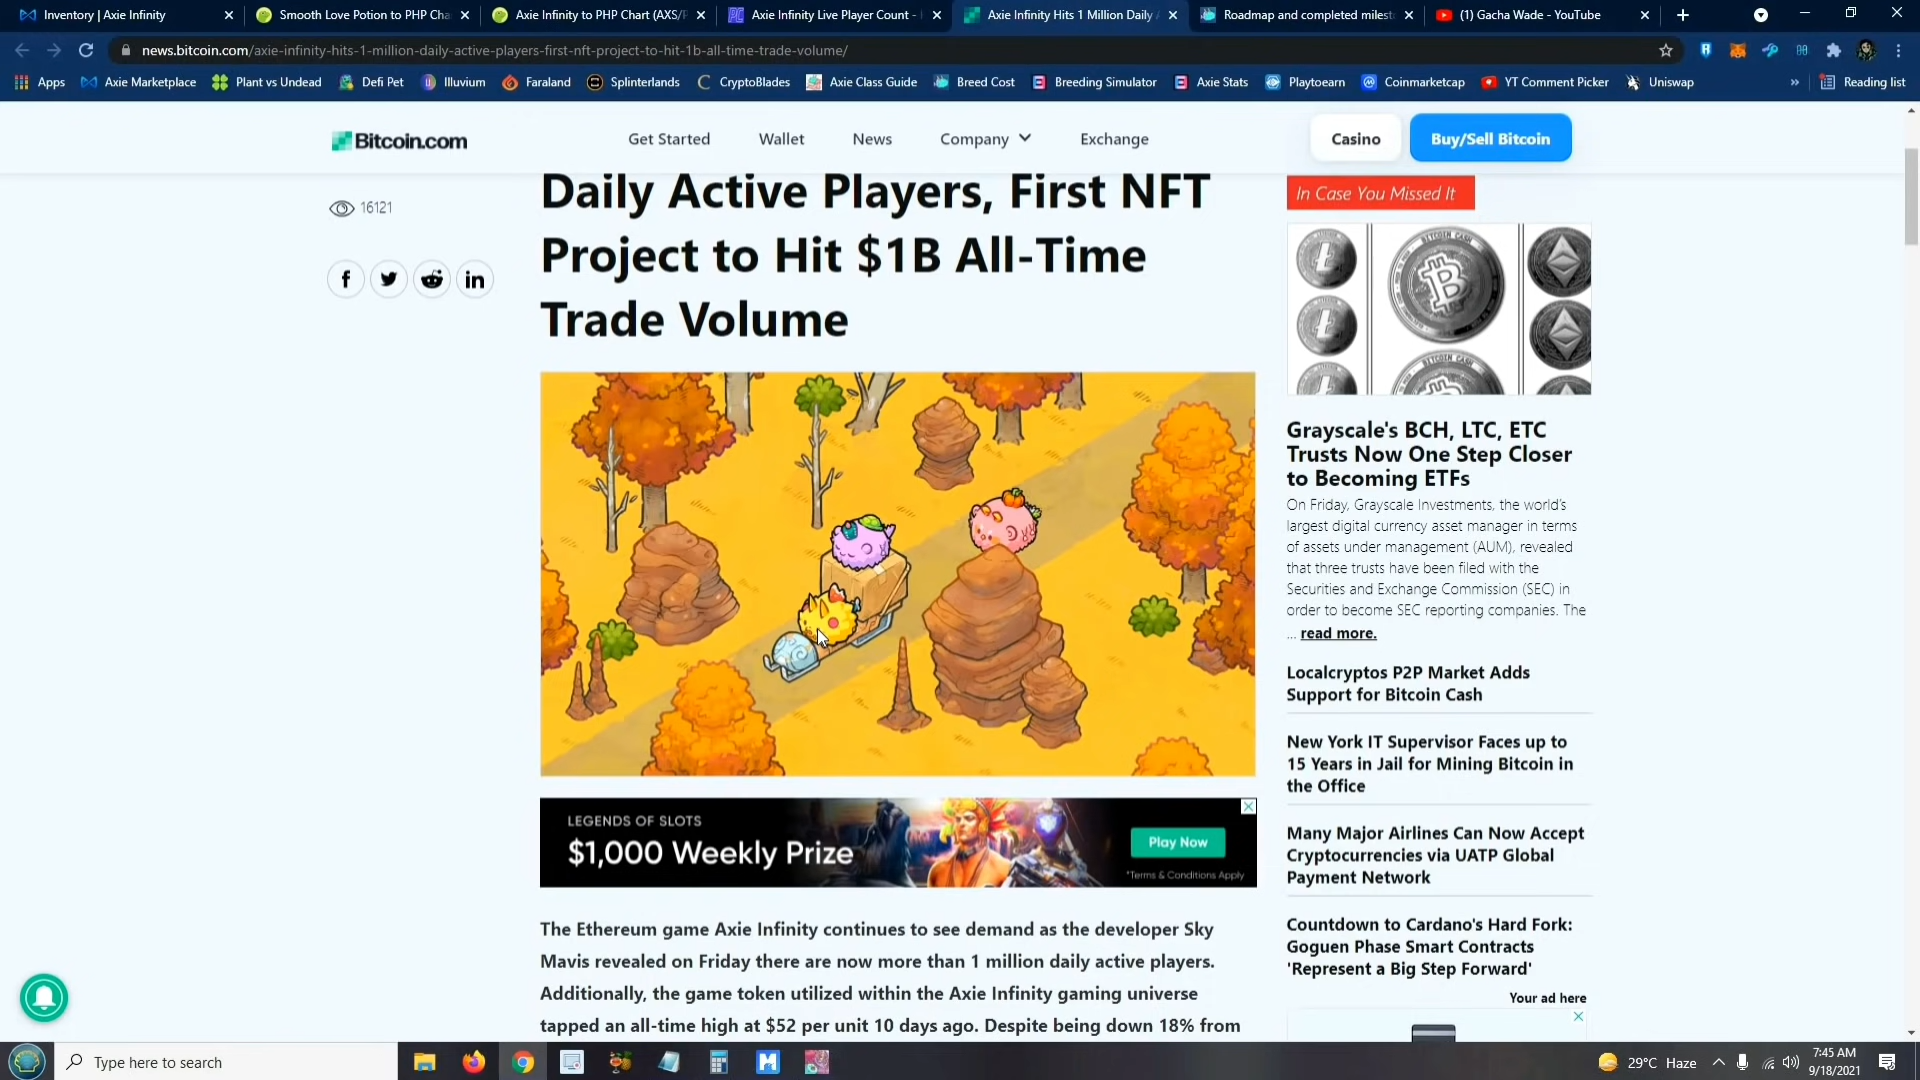 Inventory | Axie Infinity
Smooth Love Potion to PHP Cha
Axie Infinity to PHP Chart (AXS/P
Axie Infinity Live Player Count -
Axie Infinity Hits 1 Million Daily
Roadmap and completed milest
(1) Gacha Wade - YouTube
news.bitcoin.com/axie-infinity-hits-1-million-daily-active-players-first-nft-project-to-hit-1b-all-time-trade-volume/
Apps
Axie Marketplace
Plant vs Undead
Defi Pet
Illuvium
Faraland
Splinterlands
CryptoBlades
Axie Class Guide
Breed Cost
Breeding Simulator
Axie Stats
Playtoearn
Coinmarketcap
YT Comment Picker
Uniswap
»
Reading list
Bitcoin.com
Get Started
Wallet
News
Company
Exchange
Casino
Buy/Sell Bitcoin
16121
Daily Active Players, First NFT
Project to Hit $1B All-Time
Trade Volume
LEGENDS OF SLOTS
$1,000 Weekly Prize
Play Now
*Terms & Conditions Apply
The Ethereum game Axie Infinity continues to see demand as the developer Sky
Mavis revealed on Friday there are now more than 1 million daily active players.
Additionally, the game token utilized within the Axie Infinity gaming universe
tapped an all-time high at $52 per unit 10 days ago. Despite being down 18% from
In Case You Missed It
BITCOIN CASH
Grayscale's BCH, LTC, ETC
Trusts Now One Step Closer
to Becoming ETFs
On Friday, Grayscale Investments, the world's
largest digital currency asset manager in terms
of assets under management (AUM), revealed
that three trusts have been filed with the
Securities and Exchange Commission (SEC) in
order to become SEC reporting companies. The
... read more.
Localcryptos P2P Market Adds
Support for Bitcoin Cash
New York IT Supervisor Faces up to
15 Years in Jail for Mining Bitcoin in
the Office
Many Major Airlines Can Now Accept
Cryptocurrencies via UATP Global
Payment Network
Countdown to Cardano's Hard Fork:
Goguen Phase Smart Contracts
'Represent a Big Step Forward'
Your ad here
Type here to search
29°C Haze
7:45 AM
9/18/2021